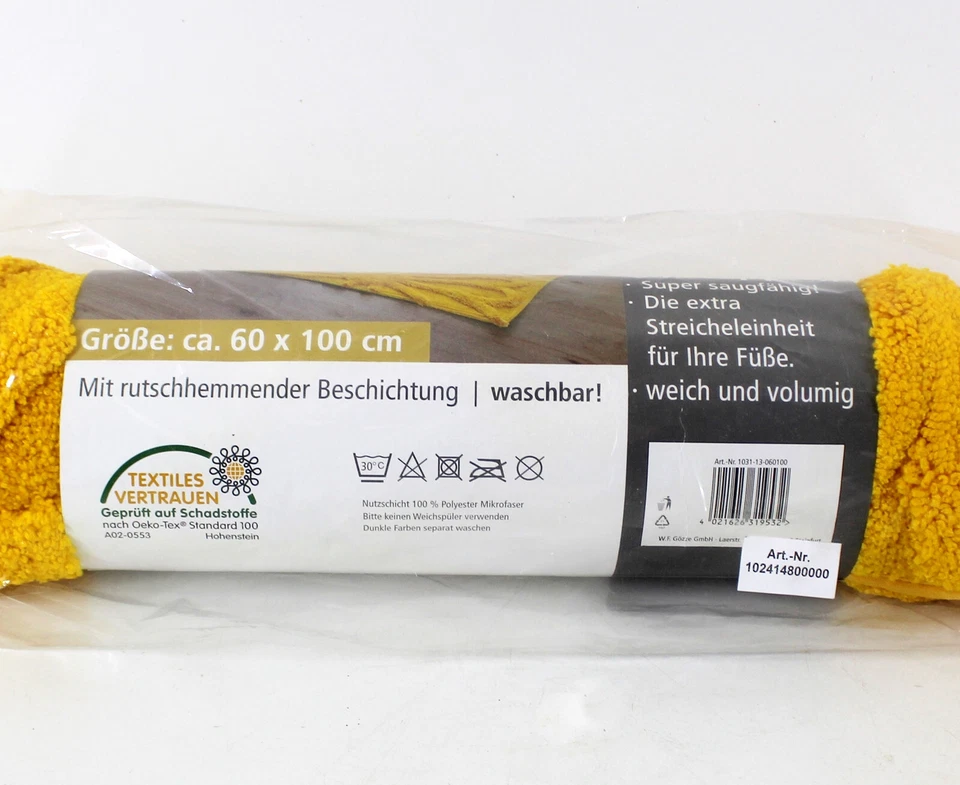 Größe: ca. 60 x 100 cm
Mit rutschhemmender Beschichtung | waschbar!
TEXTILES
VERTRAUEN
Geprüft auf Schadstoffe
nach Oeko-Tex® Standard 100
A02-0553 Hohenstein
30°C
Nutzschicht 100 % Polyester Mikrofaser
Bitte keinen Weichspüler verwenden
Dunkle Farben separat waschen
· Super saugfähig!
· Die extra
Streicheleinheit
für Ihre Füße.
· weich und volumig
Art.-Nr. 1031-13-060100
4 021626 319532 >
W.F. Gözze GmbH · Laerstr.
Art.-Nr.
102414800000